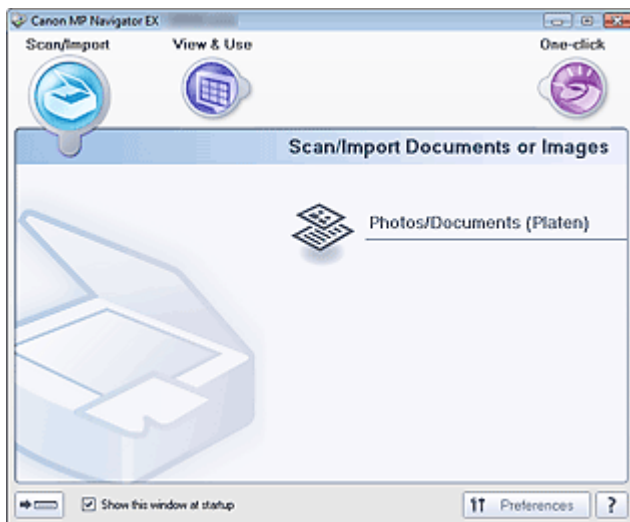 Canon MP Navigator EX
Scan/Import
View & Use
One-click
Scan/Import Documents or Images
Photos/Documents (Platen)
Show this window at startup
Preferences
?